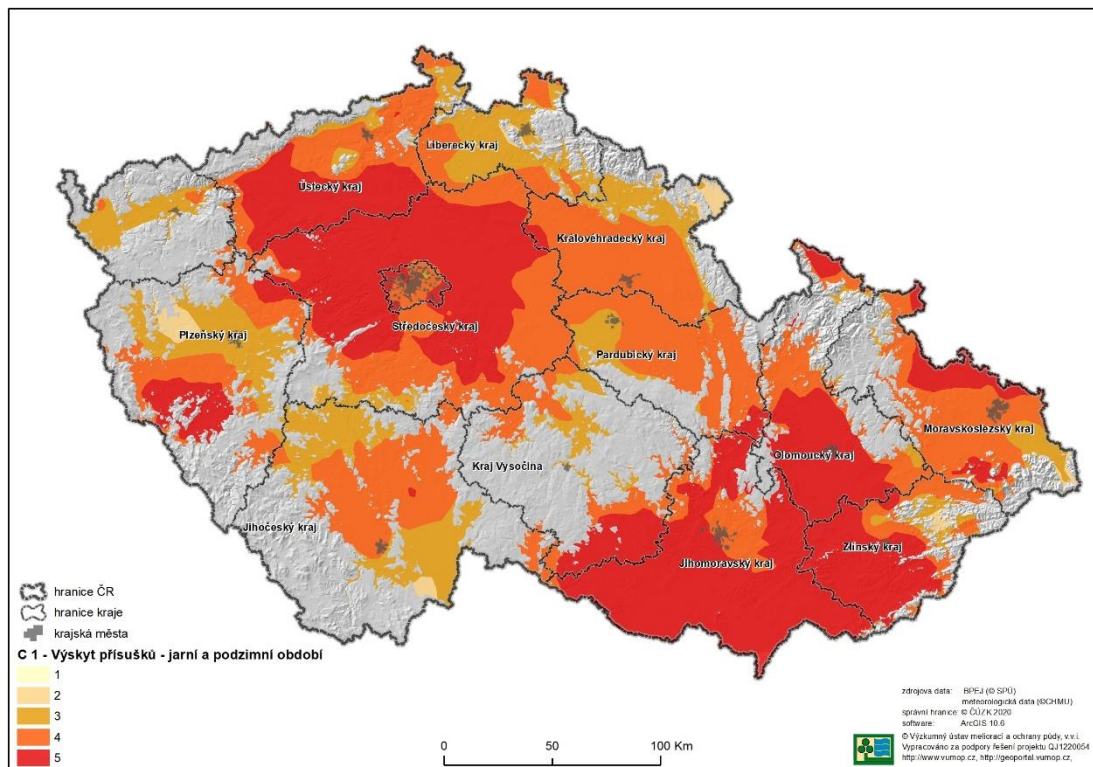 Liberecký kraj
Ústecký kraj
Královéhradecký kraj
Plzeňský kraj
Středočeský kraj
Pardubický kraj
Moravskoslezský kraj
Olomoucký kraj
Kraj Vysočina
Jihočeský kraj
Zlínský kraj
Jihomoravský kraj
hranice ČR
hranice kraje
krajská města
C 1 - Výskyt přísušků - jarní a podzimní období
1
2
3
4
5
0 50 100 Km
zdrojova data: BPEJ (© SPÚ)
meteorologická data (©CHMU)
správní hranice: © ČÚZK 2020
software: ArcGIS 10.6
© Výzkumný ústav meliorací a ochrany půdy, v.v.i.
Vypracováno za podpory řešení projektu QJ1220054
http://www.vumop.cz, http://geoportal.vumop.cz,